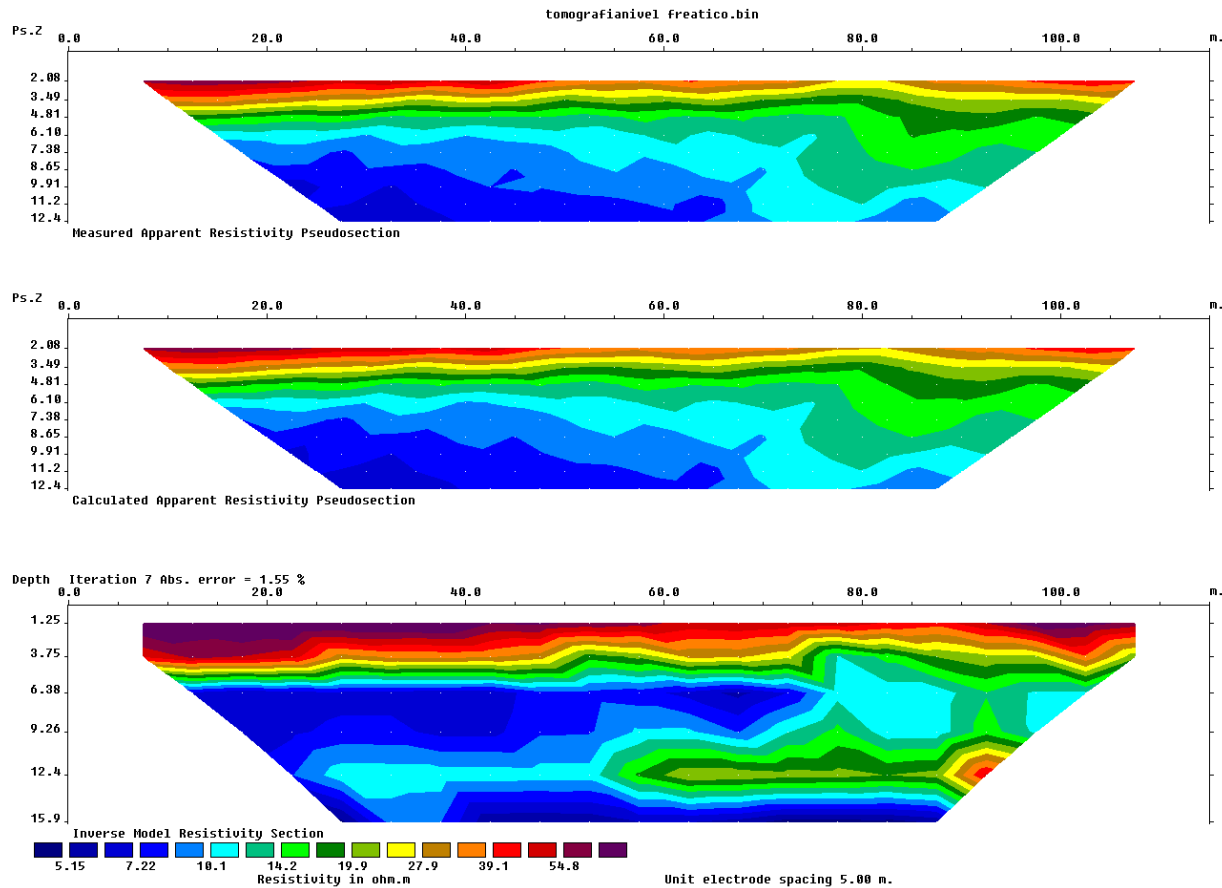 tomografianivel freatico.bin
Ps.Z 0.0 20.0 40.0 60.0 80.0 100.0 m.
2.08
3.49
4.81
6.10
7.38
8.65
9.91
11.2
12.4
Measured Apparent Resistivity Pseudosection
Ps.Z 0.0 20.0 40.0 60.0 80.0 100.0 m.
2.08
3.49
4.81
6.10
7.38
8.65
9.91
11.2
12.4
Calculated Apparent Resistivity Pseudosection
Depth Iteration 7 Abs. error = 1.55 %
0.0 20.0 40.0 60.0 80.0 100.0 m.
1.25
3.75
6.38
9.26
12.4
15.9
Inverse Model Resistivity Section
5.15 7.22 10.1 14.2 19.9 27.9 39.1 54.8
Resistivity in ohm.m Unit electrode spacing 5.00 m.